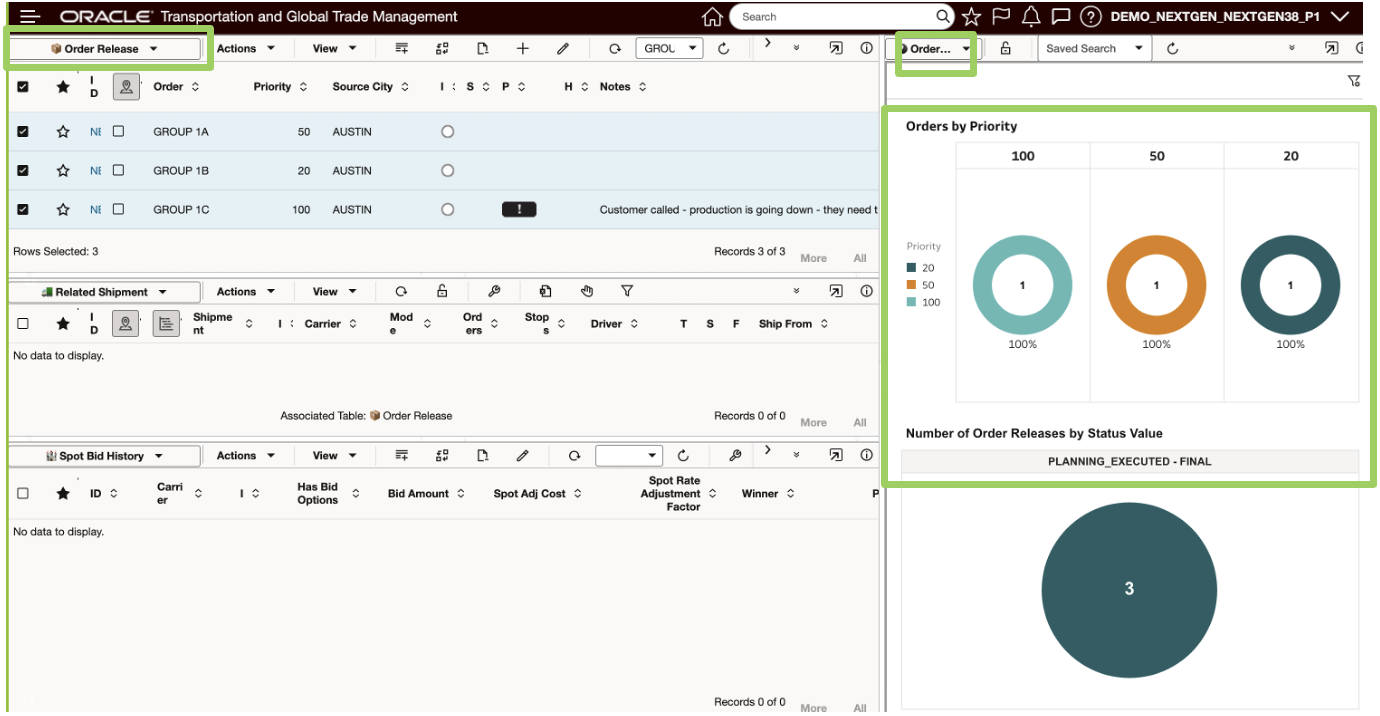 ORACLE Transportation and Global Trade Management
Search
DEMO_NEXTGEN_NEXTGEN38_P1
Order Release Actions View GROU
ID Order Priority Source City I S P H Notes
NE GROUP 1A 50 AUSTIN
NE GROUP 1B 20 AUSTIN
NE GROUP 1C 100 AUSTIN ! Customer called - production is going down - they need t
Rows Selected: 3 Records 3 of 3 More All
Related Shipment Actions View
ID Shipment I Carrier Mode Orders Stops Driver T S F Ship From
No data to display.
Associated Table: Order Release Records 0 of 0 More All
Spot Bid History Actions View
ID Carrier I Has Bid Options Bid Amount Spot Adj Cost Spot Rate Adjustment Factor Winner P
No data to display.
Records 0 of 0 More All
Order... Saved Search
Orders by Priority
100 50 20
Priority
20
50
100
1 1 1
100% 100% 100%
Number of Order Releases by Status Value
PLANNING_EXECUTED - FINAL
3